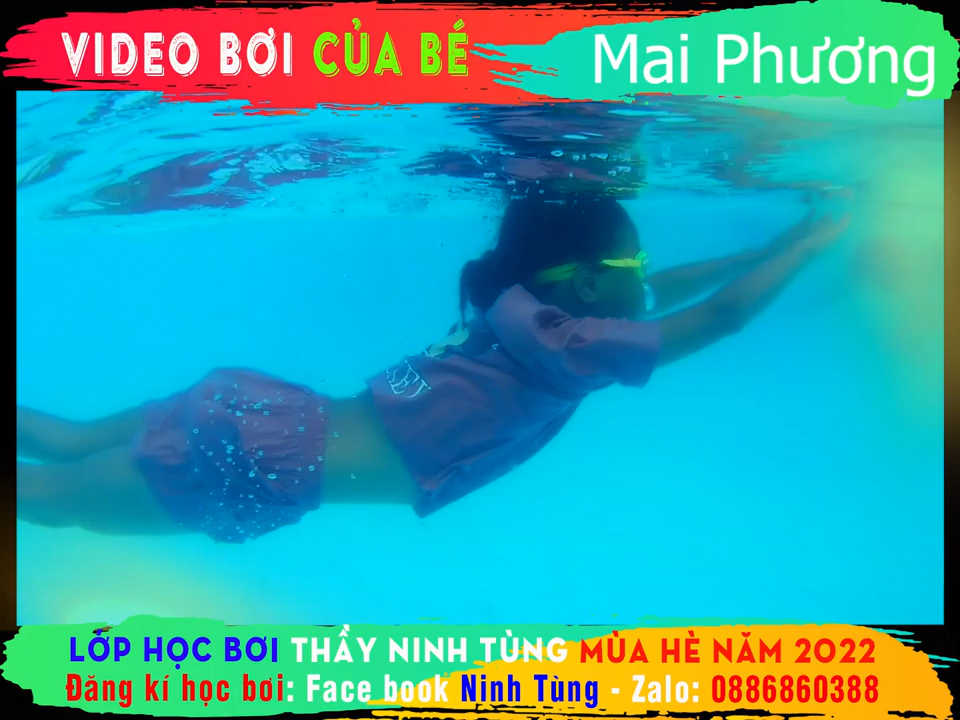 VIDEO BƠI CỦA BÉ
Mai Phương
LỚP HỌC BƠI THẦY NINH TÙNG MÙA HÈ NĂM 2022
Đăng kí học bơi: Face book Ninh Tùng - Zalo: 0886860388